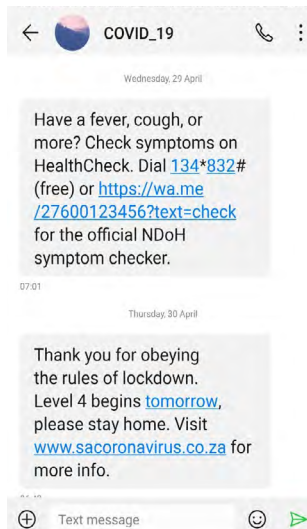 COVID_19
Wednesday, 29 April
Have a fever, cough, or
more? Check symptoms on
HealthCheck. Dial 134*832#
(free) or https://wa.me
/27600123456?text=check
for the official NDoH
symptom checker.
07:01
Thursday, 30 April
Thank you for obeying
the rules of lockdown.
Level 4 begins tomorrow,
please stay home. Visit
www.sacoronavirus.co.za for
more info.
Text message